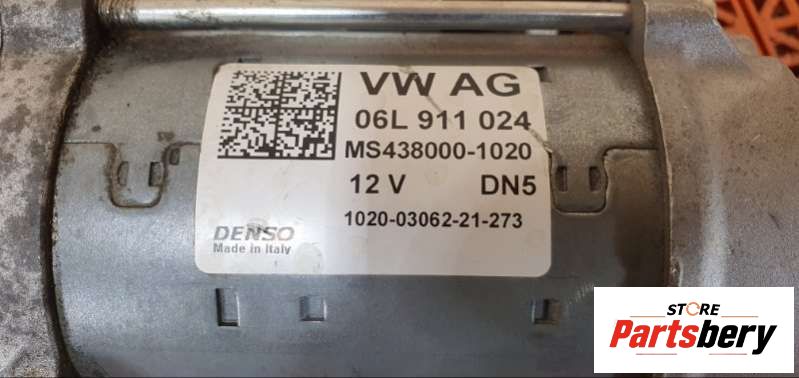 VW AG
06L 911 024
MS438000-1020
12 V DN5
1020-03062-21-273
DENSO
Made in Italy
STORE
Partsbery